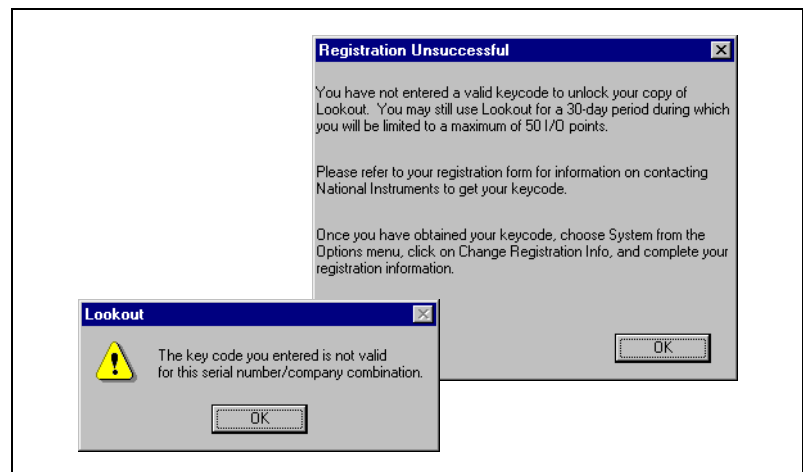 Registration Unsuccessful
You have not entered a valid keycode to unlock your copy of
Lookout. You may still use Lookout for a 30-day period during which
you will be limited to a maximum of 50 I/O points.
Please refer to your registration form for information on contacting
National Instruments to get your keycode.
Once you have obtained your keycode, choose System from the
Options menu, click on Change Registration Info, and complete your
registration information.
OK
Lookout
The key code you entered is not valid
for this serial number/company combination.
OK